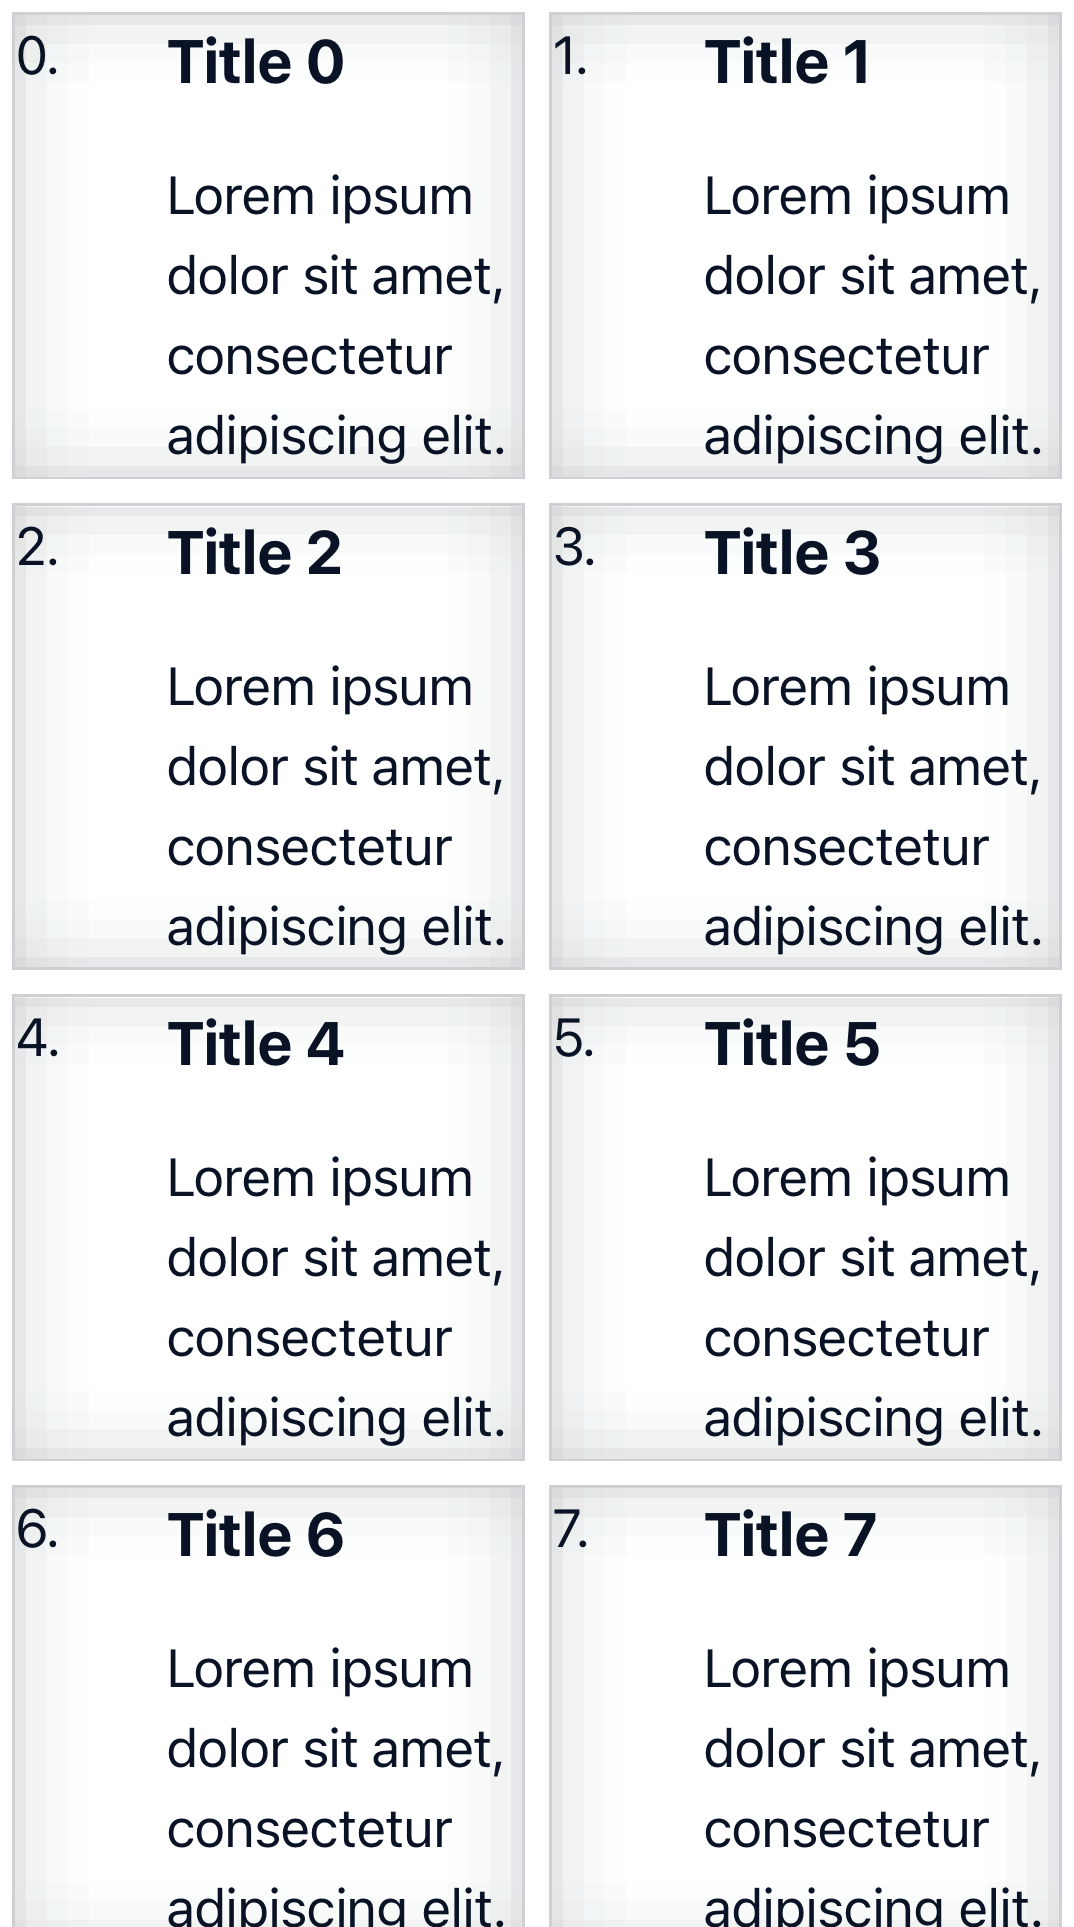 0. Title 0
Lorem ipsum
dolor sit amet,
consectetur
adipiscing elit.
1. Title 1
Lorem ipsum
dolor sit amet,
consectetur
adipiscing elit.
2. Title 2
Lorem ipsum
dolor sit amet,
consectetur
adipiscing elit.
3. Title 3
Lorem ipsum
dolor sit amet,
consectetur
adipiscing elit.
4. Title 4
Lorem ipsum
dolor sit amet,
consectetur
adipiscing elit.
5. Title 5
Lorem ipsum
dolor sit amet,
consectetur
adipiscing elit.
6. Title 6
Lorem ipsum
dolor sit amet,
consectetur
adipiscing elit.
7. Title 7
Lorem ipsum
dolor sit amet,
consectetur
adipiscing elit.